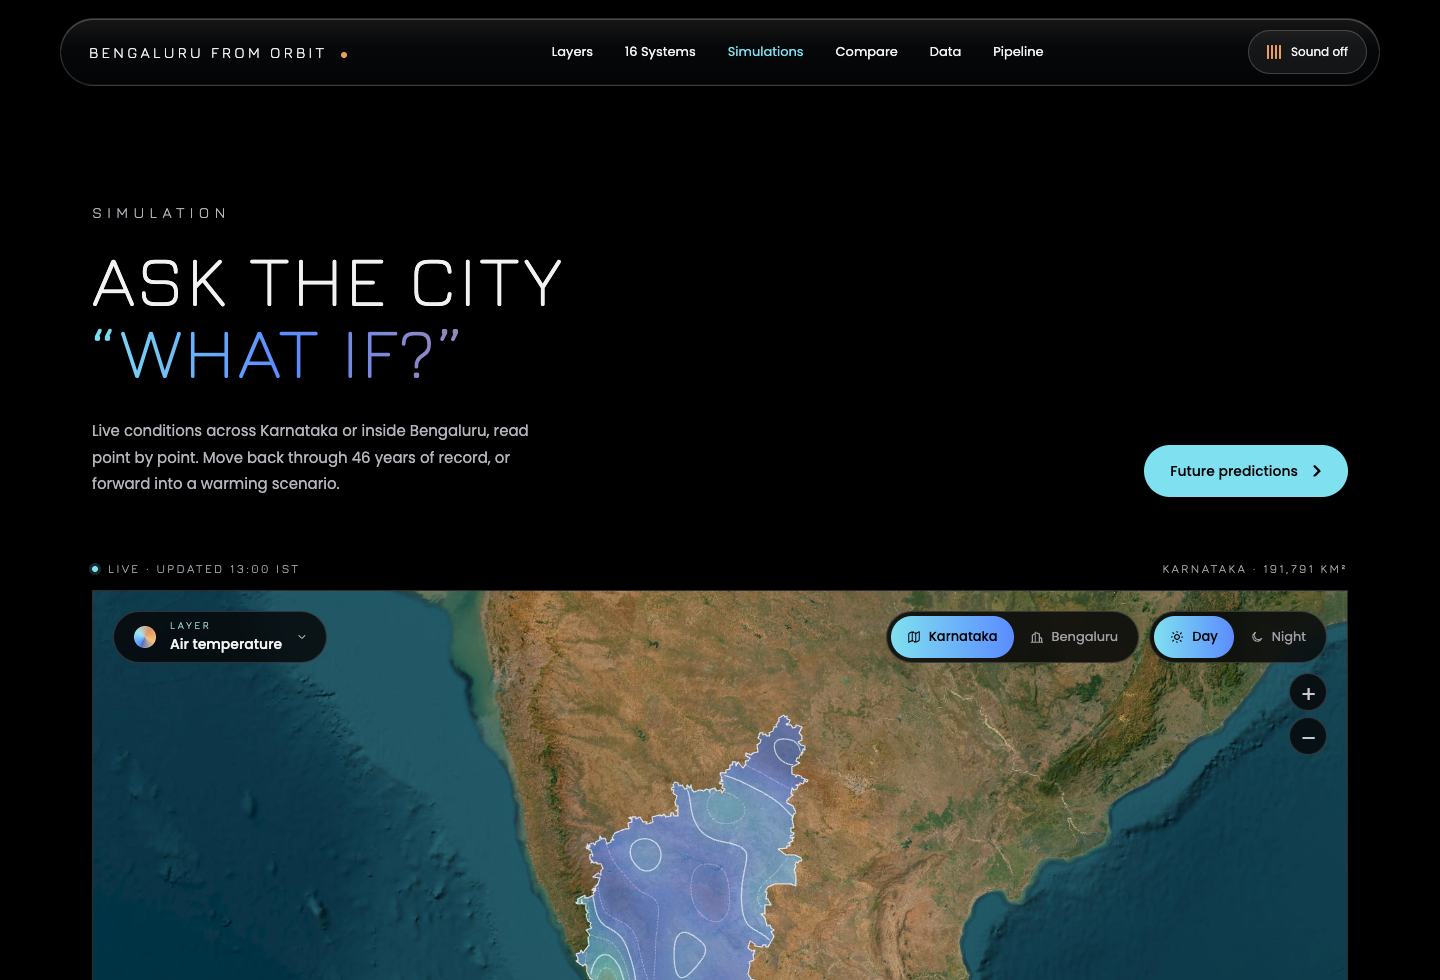 BENGALURU FROM ORBIT
Layers
16 Systems
Simulations
Compare
Data
Pipeline
Sound off
SIMULATION
ASK THE CITY
“WHAT IF?”
Live conditions across Karnataka or inside Bengaluru, read
point by point. Move back through 46 years of record, or
forward into a warming scenario.
Future predictions
LIVE · UPDATED 13:00 IST
KARNATAKA · 191,791 KM²
LAYER
Air temperature
Karnataka
Bengaluru
Day
Night